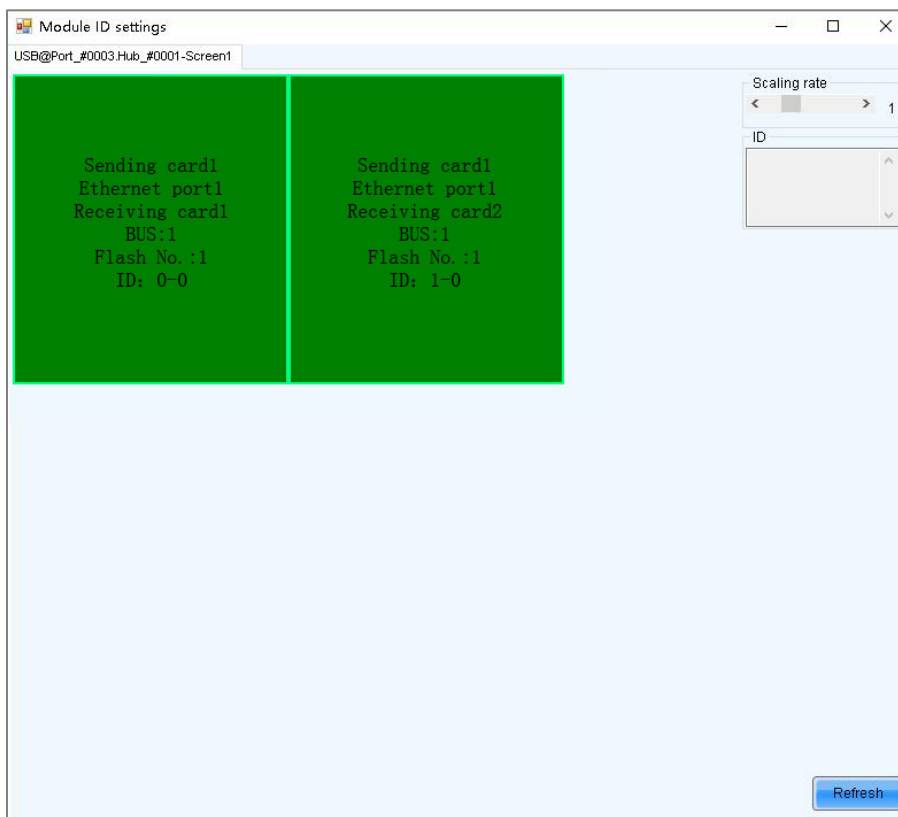 Module ID settings
USB@Port_#0003.Hub_#0001-Screen1
Sending card1
Ethernet port1
Receiving card1
BUS:1
Flash No.:1
ID: 0-0
Sending card1
Ethernet port1
Receiving card2
BUS:1
Flash No.:1
ID: 1-0
Scaling rate
1
ID
Refresh